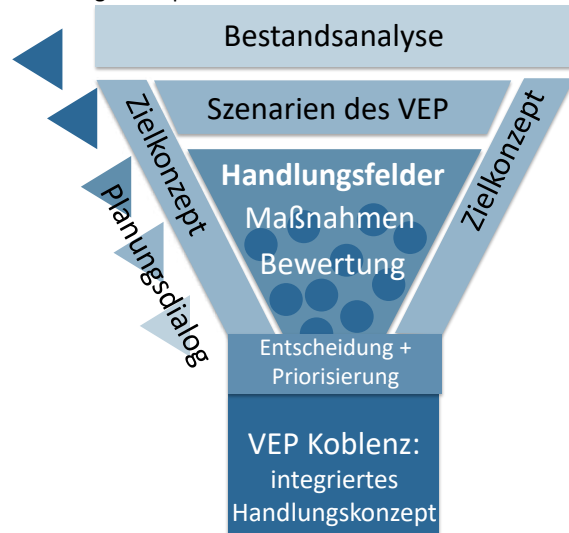 Bestandsanalyse
Szenarien des VEP
Zielkonzept
Zielkonzept
Handlungsfelder
Maßnahmen
Bewertung
Planungsdialog
Entscheidung +
Priorisierung
VEP Koblenz:
integriertes
Handlungskonzept